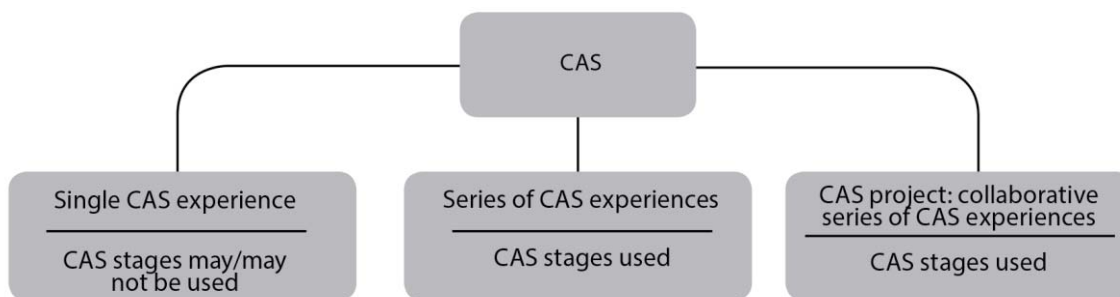 CAS
Single CAS experience
CAS stages may/may
not be used
Series of CAS experiences
CAS stages used
CAS project: collaborative
series of CAS experiences
CAS stages used